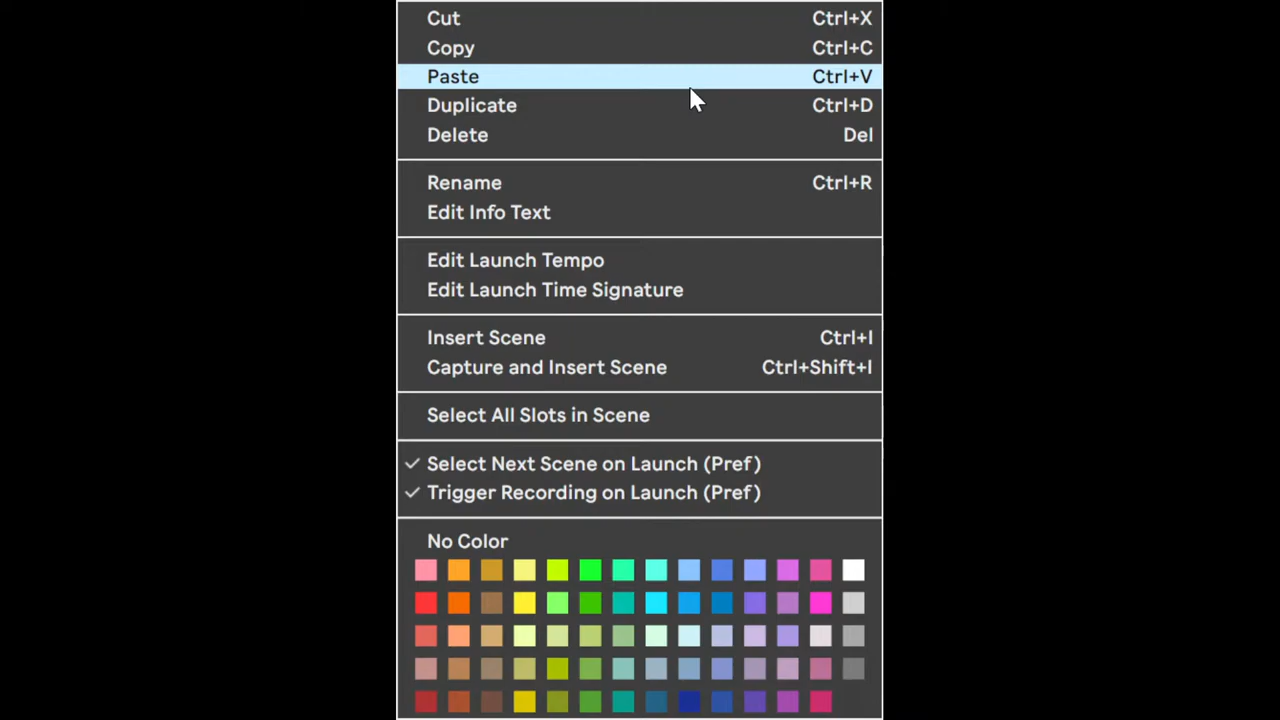 Cut Ctrl+X
Copy Ctrl+C
Paste Ctrl+V
Duplicate Ctrl+D
Delete Del
Rename Ctrl+R
Edit Info Text
Edit Launch Tempo
Edit Launch Time Signature
Insert Scene Ctrl+I
Capture and Insert Scene Ctrl+Shift+I
Select All Slots in Scene
✓ Select Next Scene on Launch (Pref)
✓ Trigger Recording on Launch (Pref)
No Color